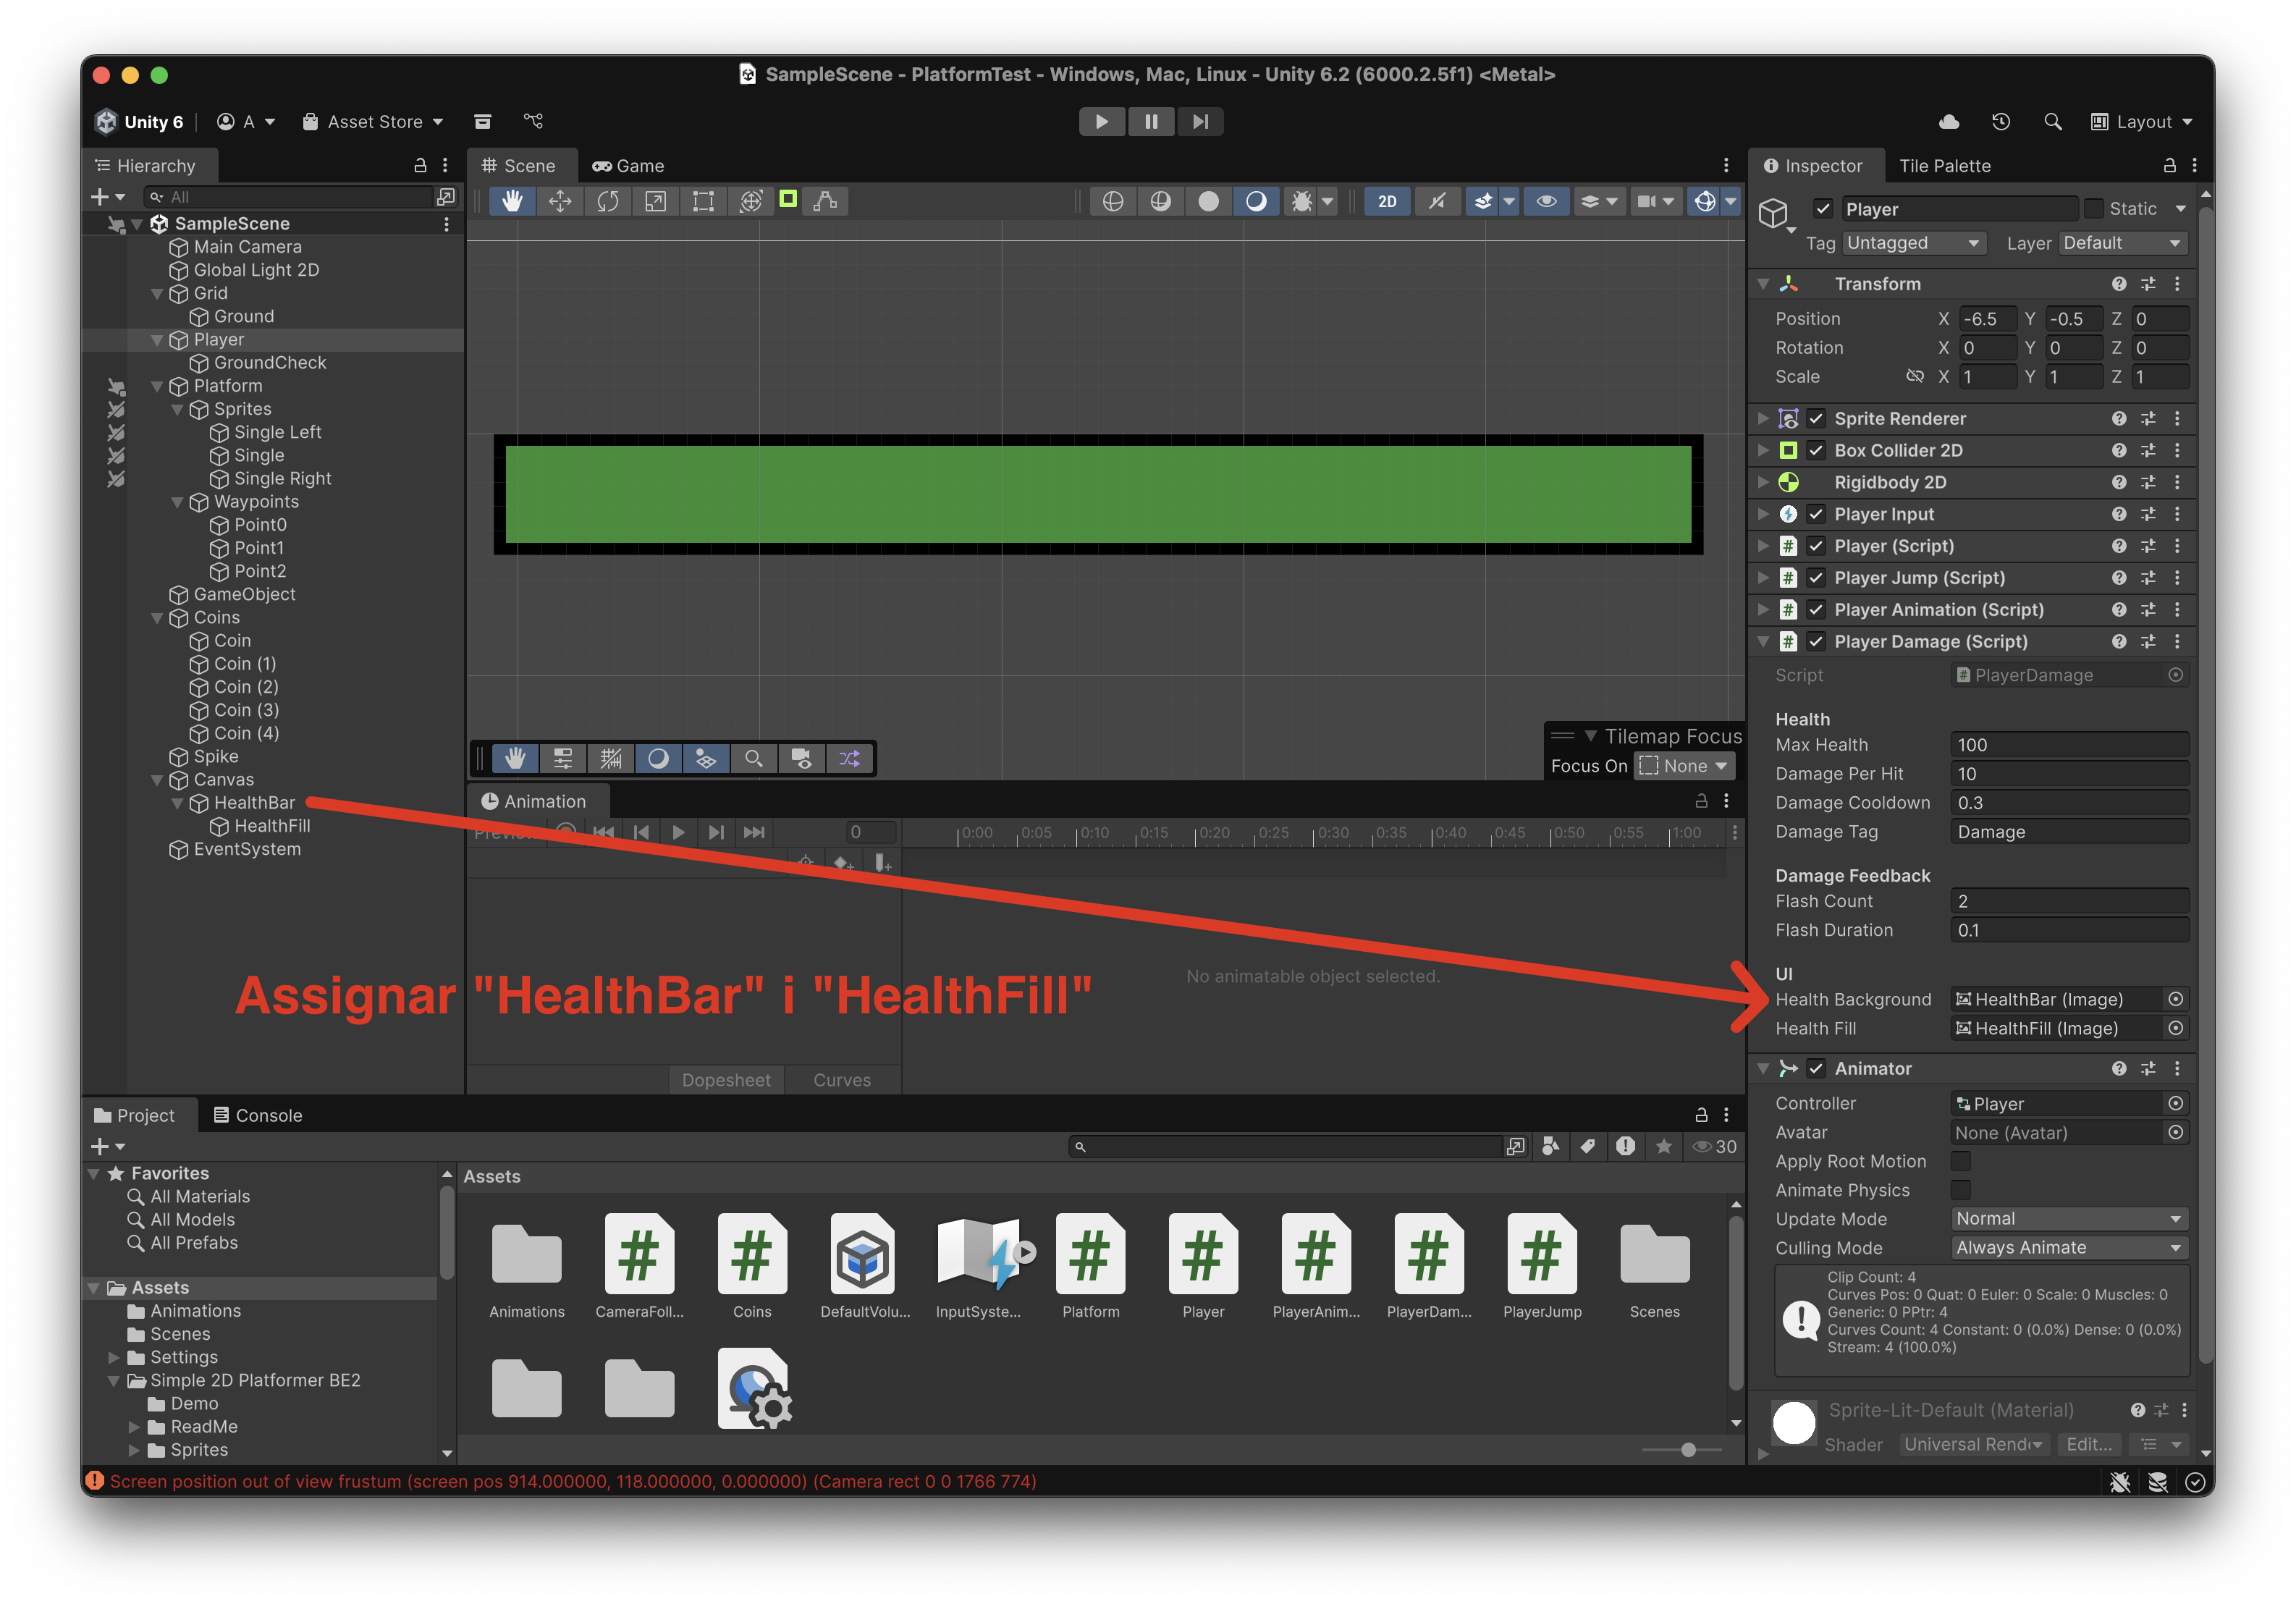 SampleScene - PlatformTest - Windows, Mac, Linux - Unity 6.2 (6000.2.5f1) <Metal>
Unity 6 A Asset Store Layout
Hierarchy
All
SampleScene
Main Camera
Global Light 2D
Grid
Ground
Player
GroundCheck
Platform
Sprites
Single Left
Single
Single Right
Waypoints
Point0
Point1
Point2
GameObject
Coins
Coin
Coin (1)
Coin (2)
Coin (3)
Coin (4)
Spike
Canvas
HealthBar
HealthFill
EventSystem
Scene Game
2D
Tilemap Focus
Focus On None
Animation
0 0:00 0:05 0:10 0:15 0:20 0:25 0:30 0:35 0:40 0:45 0:50 0:55 1:00
Assignar "HealthBar" i "HealthFill"
No animatable object selected.
Dopesheet Curves
Inspector Tile Palette
Player Static
Tag Untagged Layer Default
Transform
Position X -6.5 Y -0.5 Z 0
Rotation X 0 Y 0 Z 0
Scale X 1 Y 1 Z 1
Sprite Renderer
Box Collider 2D
Rigidbody 2D
Player Input
Player (Script)
Player Jump (Script)
Player Animation (Script)
Player Damage (Script)
Script PlayerDamage
Health
Max Health 100
Damage Per Hit 10
Damage Cooldown 0.3
Damage Tag Damage
Damage Feedback
Flash Count 2
Flash Duration 0.1
UI
Health Background HealthBar (Image)
Health Fill HealthFill (Image)
Animator
Controller Player
Avatar None (Avatar)
Apply Root Motion
Animate Physics
Update Mode Normal
Culling Mode Always Animate
Clip Count: 4
Curves Pos: 0 Quat: 0 Euler: 0 Scale: 0 Muscles: 0
Generic: 0 PPtr: 4
Curves Count: 4 Constant: 0 (0.0%) Dense: 0 (0.0%)
Stream: 4 (100.0%)
Sprite-Lit-Default (Material)
Shader Edit...
Project Console
30
Favorites
All Materials
All Models
All Prefabs
Assets
Animations
Scenes
Settings
Simple 2D Platformer BE2
Demo
ReadMe
Sprites
Assets
Animations CameraFoll... Coins DefaultVolu... InputSyste... Platform Player PlayerAnim... PlayerDam... PlayerJump Scenes
Screen position out of view frustum (screen pos 914.000000, 118.000000, 0.000000) (Camera rect 0 0 1766 774)